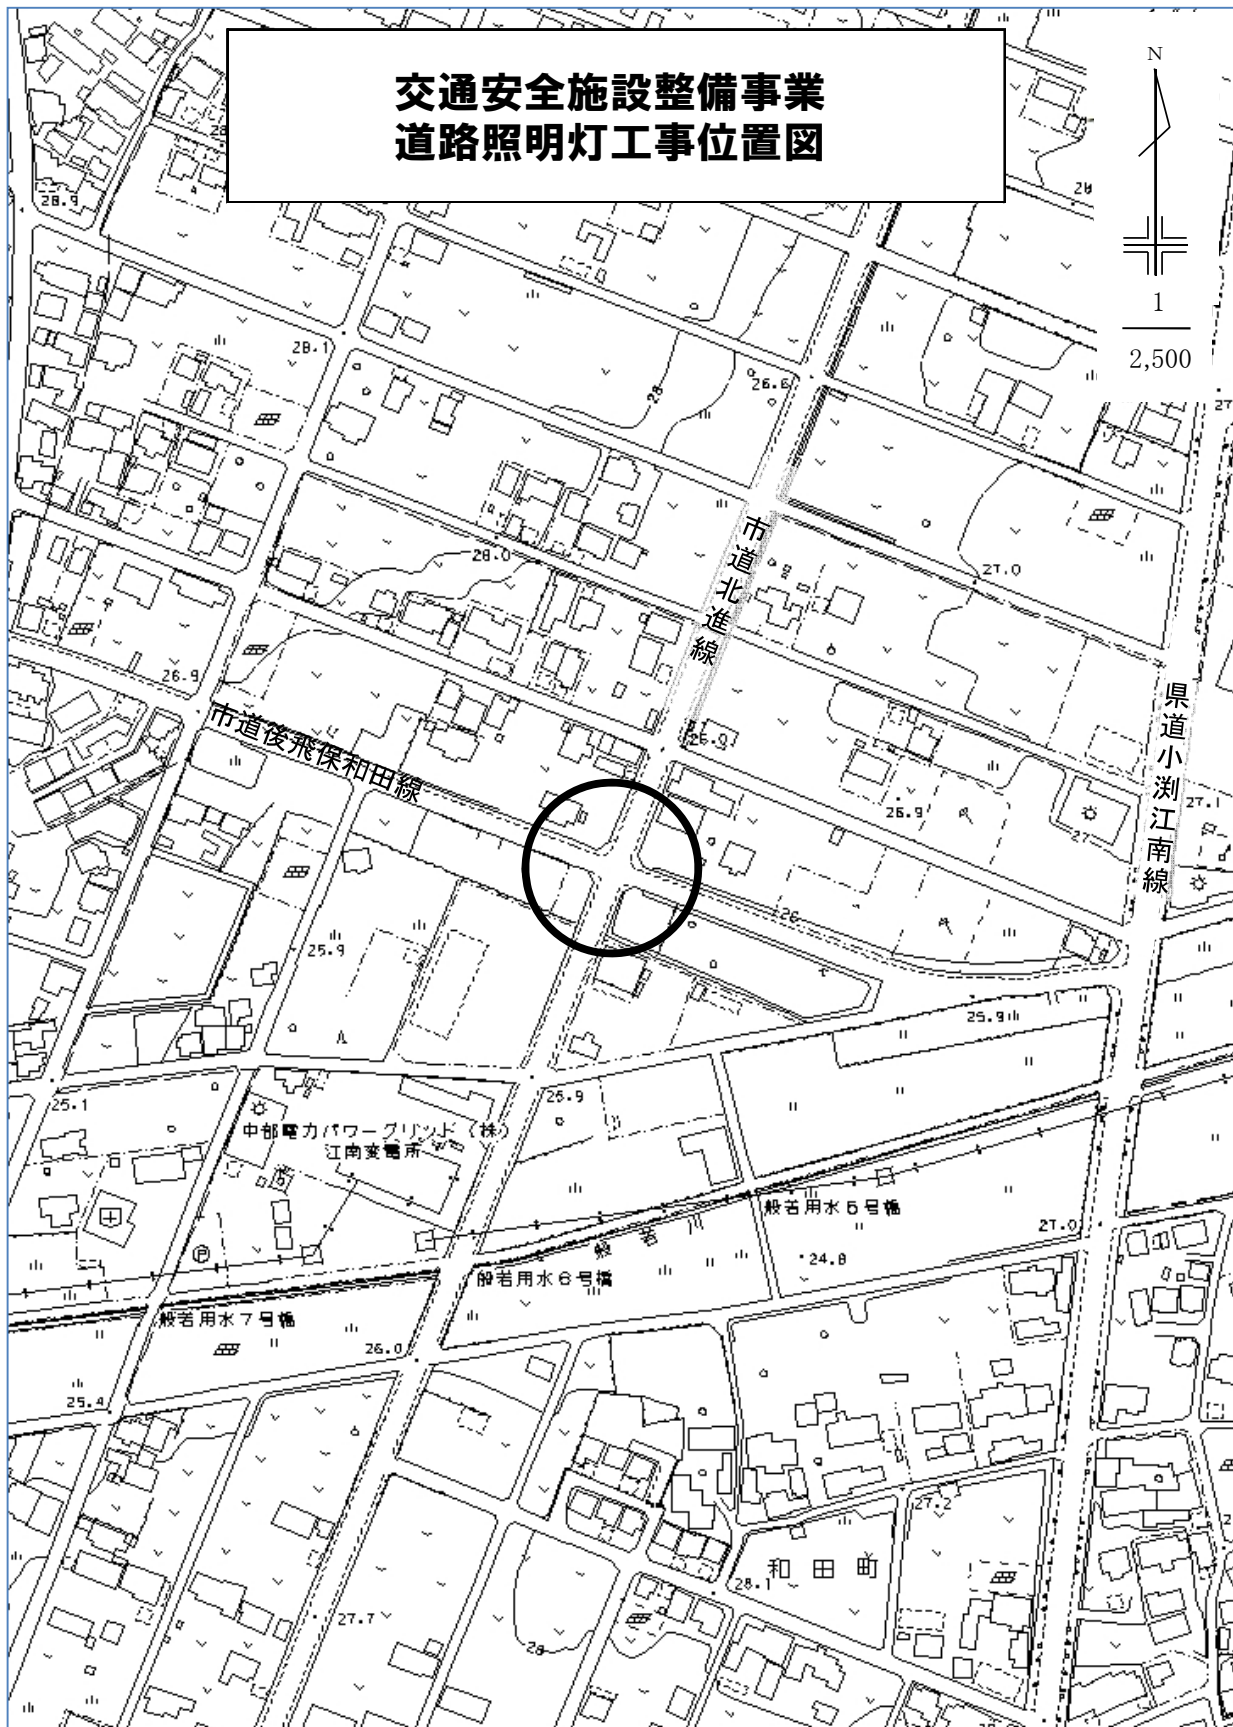 交通安全施設整備事業
道路照明灯工事位置図
N
1
2,500
28.9
28.1
28
26.6
28.0
27.0
26.9
市道北進線
市道後飛保和田線
県道小渕江南線
26.9
27
27.1
26
25.9
25.9
25.1
25.9
中部電力パワーグリッド（株）
江南変電所
般若用水5号橋
27.0
24.8
般若川
般若用水6号橋
般若用水7号橋
26.0
25.4
27.2
和田町
28.1
27.7
28